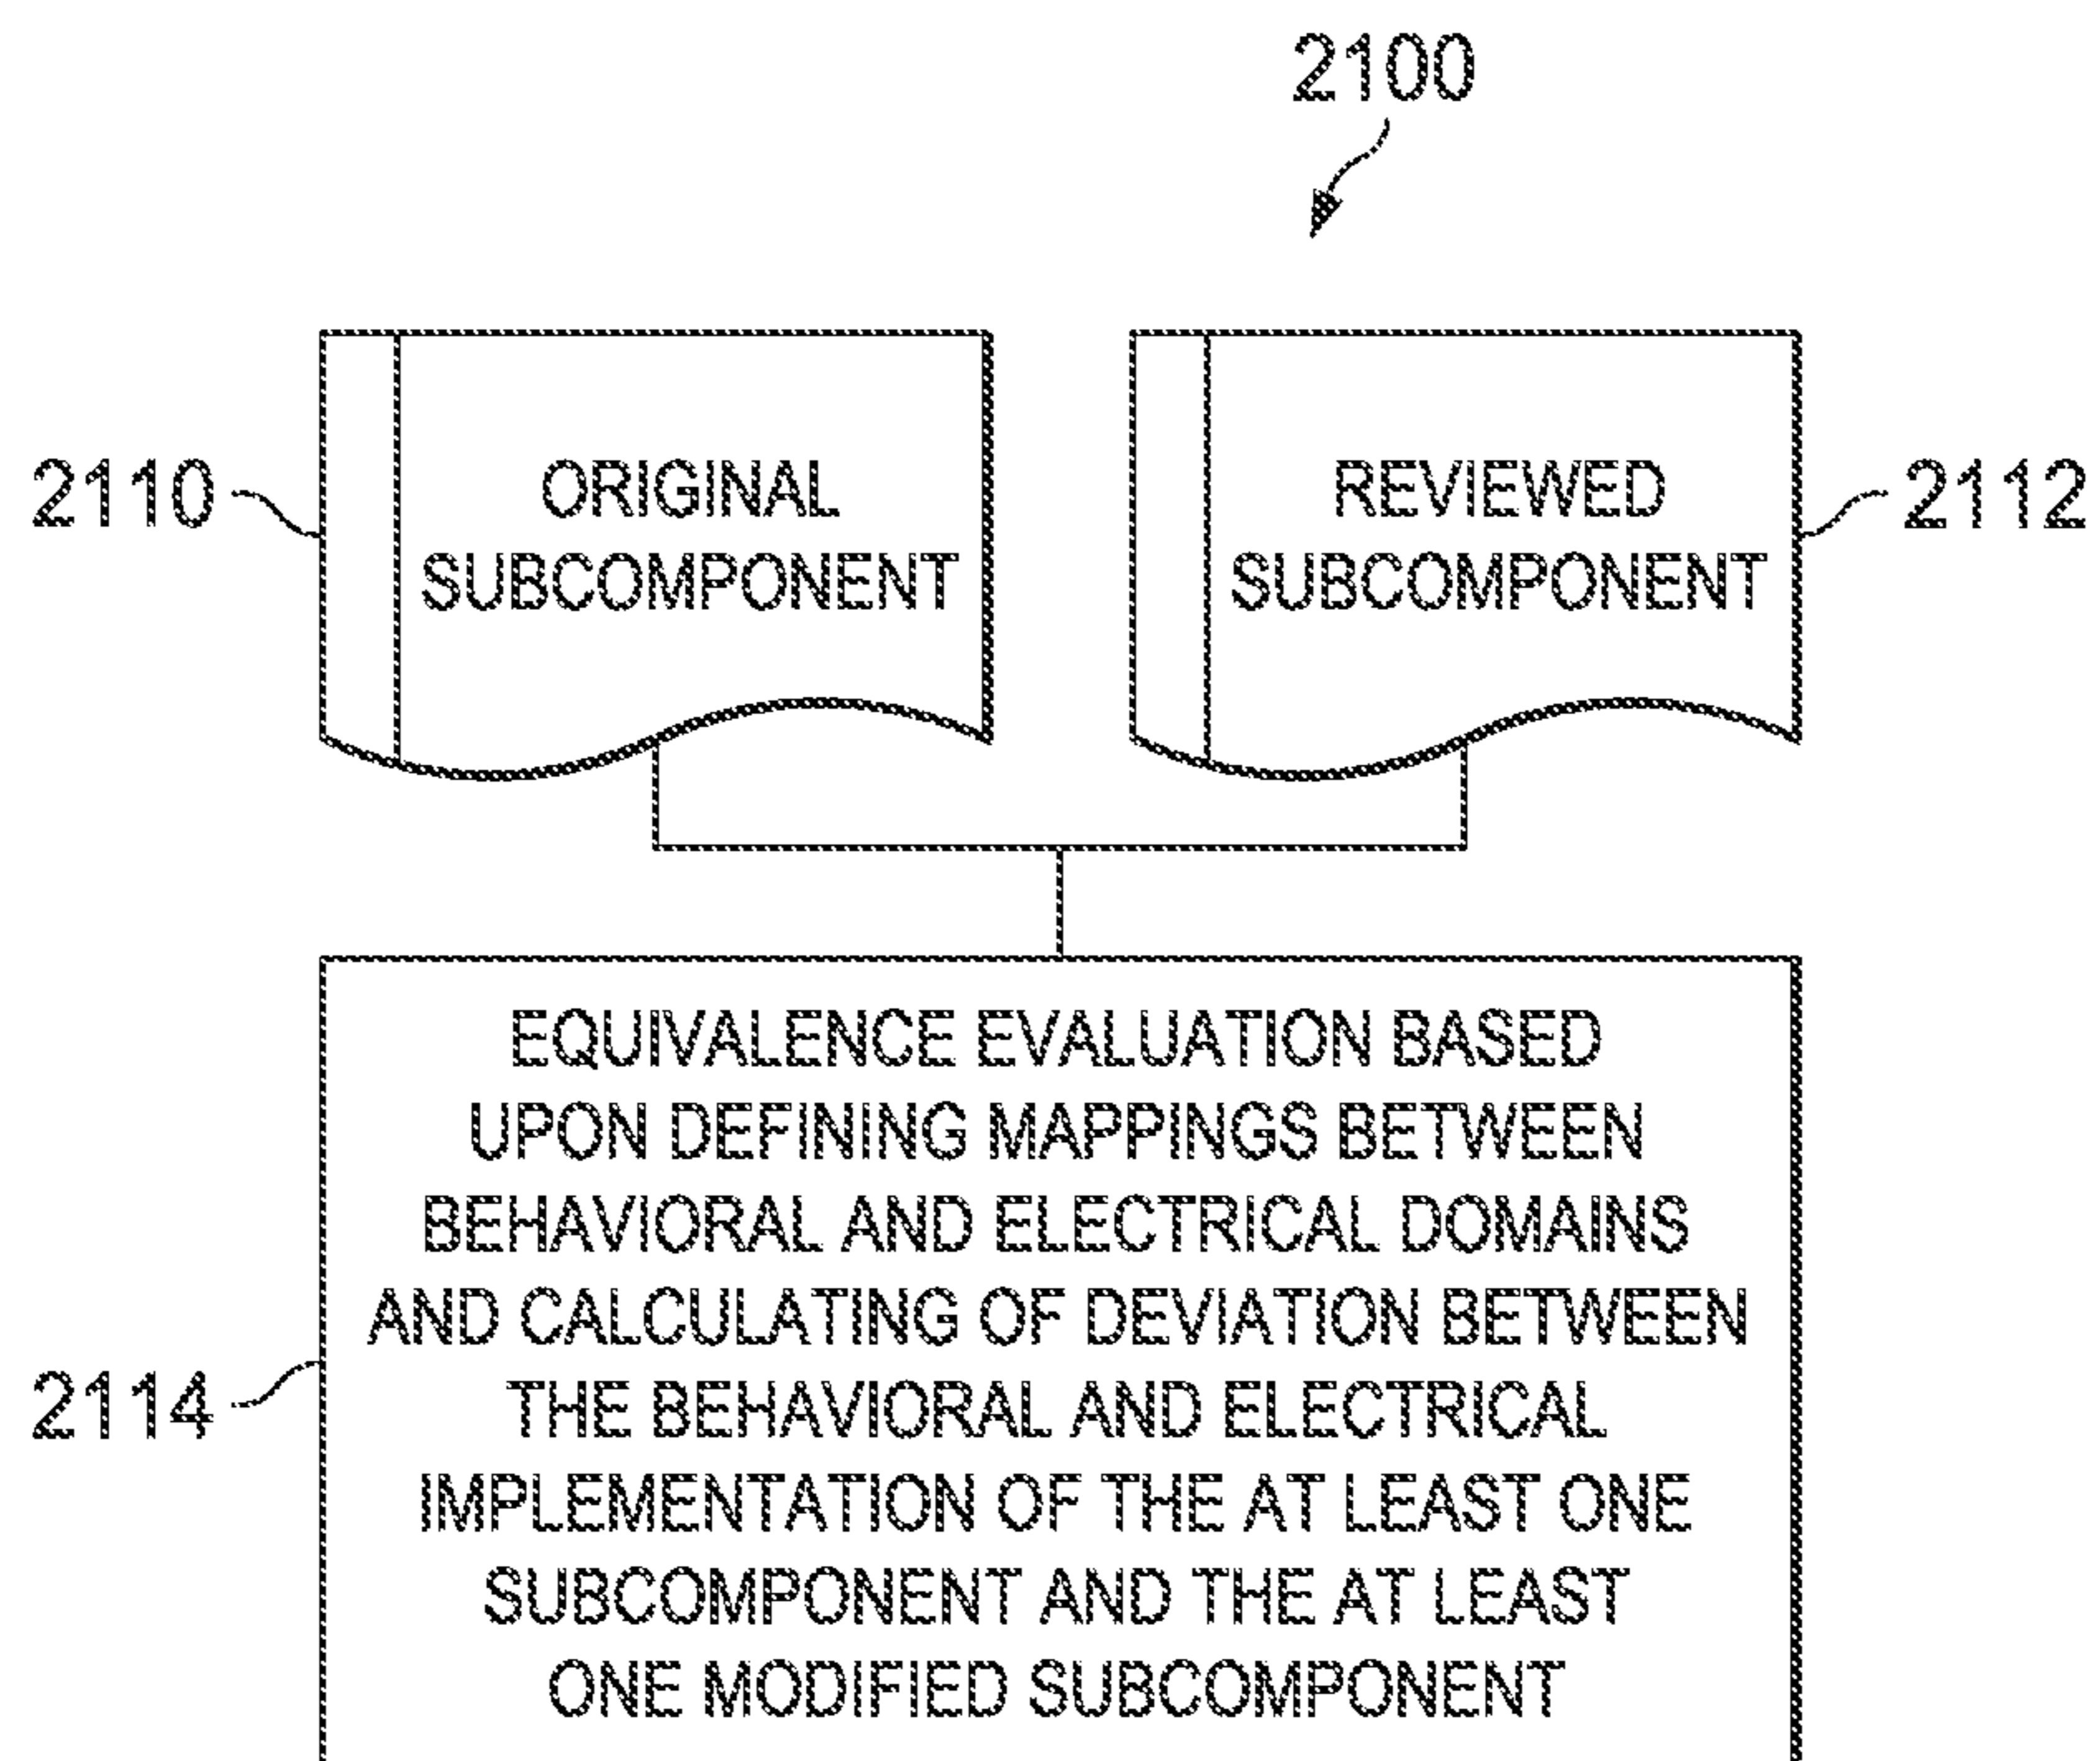 2100
2110
ORIGINAL
SUBCOMPONENT
REVIEWED
SUBCOMPONENT
2112
EQUIVALENCE EVALUATION BASED
UPON DEFINING MAPPINGS BETWEEN
BEHAVIORAL AND ELECTRICAL DOMAINS
AND CALCULATING OF DEVIATION BETWEEN
THE BEHAVIORAL AND ELECTRICAL
IMPLEMENTATION OF THE AT LEAST ONE
SUBCOMPONENT AND THE AT LEAST
ONE MODIFIED SUBCOMPONENT
2114